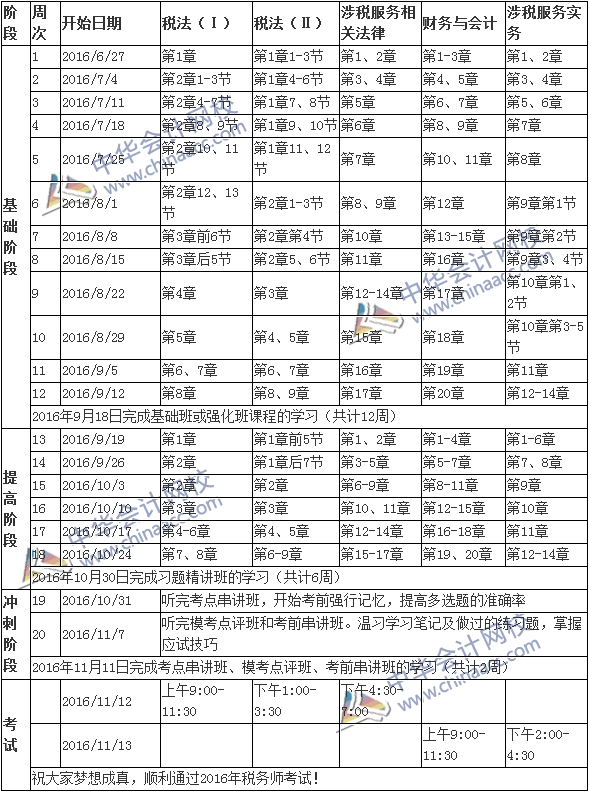 阶段 周次 开始日期 税法（Ⅰ） 税法（Ⅱ） 涉税服务相关法律 财务与会计 涉税服务实务
基础阶段
1 2016/6/27 第1章 第1章1-3节 第1、2章 第1-3章 第1、2章
2 2016/7/4 第2章1-3节 第1章4-6节 第3、4章 第4、5章 第3、4章
3 2016/7/11 第2章4-7节 第1章7、8节 第5章 第6、7章 第5、6章
4 2016/7/18 第2章8、9节 第1章9、10节 第6章 第8、9章 第7章
5 2016/7/25 第2章10、11节 第1章11、12节 第7章 第10、11章 第8章
6 2016/8/1 第2章12、13节 第2章1-3节 第8、9章 第12章 第9章第1节
7 2016/8/8 第3章前6节 第2章第4节 第10章 第13-15章 第9章第2节
8 2016/8/15 第3章后5节 第2章5、6节 第11章 第16章 第9章3、4节
9 2016/8/22 第4章 第3章 第12-14章 第17章 第10章第1、2节
10 2016/8/29 第5章 第4、5章 第15章 第18章 第10章第3-5节
11 2016/9/5 第6、7章 第6、7章 第16章 第19章 第11章
12 2016/9/12 第8章 第8、9章 第17章 第20章 第12-14章
2016年9月18日完成基础班或强化班课程的学习（共计12周）
提高阶段
13 2016/9/19 第1章 第1章前5节 第1、2章 第1-4章 第1-6章
14 2016/9/26 第2章 第1章后7节 第3-5章 第5-7章 第7、8章
15 2016/10/3 第2章 第2章 第6-9章 第8-11章 第9章
16 2016/10/10 第3章 第3章 第10、11章 第12-15章 第10章
17 2016/10/17 第4-6章 第4、5章 第12-14章 第16-18章 第11章
18 2016/10/24 第7、8章 第6-9章 第15-17章 第19、20章 第12-14章
2016年10月30日完成习题精讲班的学习（共计6周）
冲刺阶段
19 2016/10/31 听完考点串讲班，开始考前强行记忆，提高多选题的准确率
20 2016/11/7 听完模考点评班和考前串讲班。温习学习笔记及做过的练习题，掌握
应试技巧
2016年11月11日完成考点串讲班、模考点评班、考前串讲班的学习（共计2周）
考试
2016/11/12 上午9:00-11:30 下午1:00-3:30 下午4:30-7:00
2016/11/13 上午9:00-11:30 下午2:00-4:30
祝大家梦想成真，顺利通过2016年税务师考试！
中华会计网校
www.chinaacc.com
中华会计网校
www.chinaacc.com
中华会计网校
www.chinaacc.com
中华会计网校
www.chinaacc.com